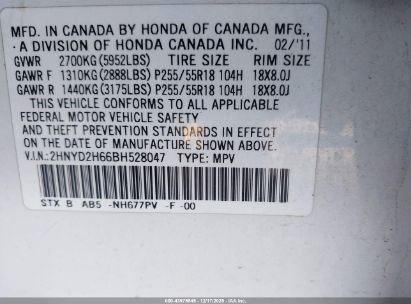 MFD. IN CANADA BY HONDA OF CANADA MFG.,
A DIVISION OF HONDA CANADA INC. 02/'11
GVWR 2700KG(5952LBS) TIRE SIZE RIM SIZE
GAWR F 1310KG(2888LBS) P255/55R18 104H 18X8.0J
GAWR R 1440KG(3175LBS) P255/55R18 104H 18X8.0J
THIS VEHICLE CONFORMS TO ALL APPLICABLE
FEDERAL MOTOR VEHICLE SAFETY
AND THEFT PREVENTION STANDARDS IN EFFECT
ON THE DATE OF MANUFACTURE SHOWN ABOVE.
V.I.N.:2HNYD2H66BH528047 TYPE: MPV
STX B AB5 -NH677PV -F -00